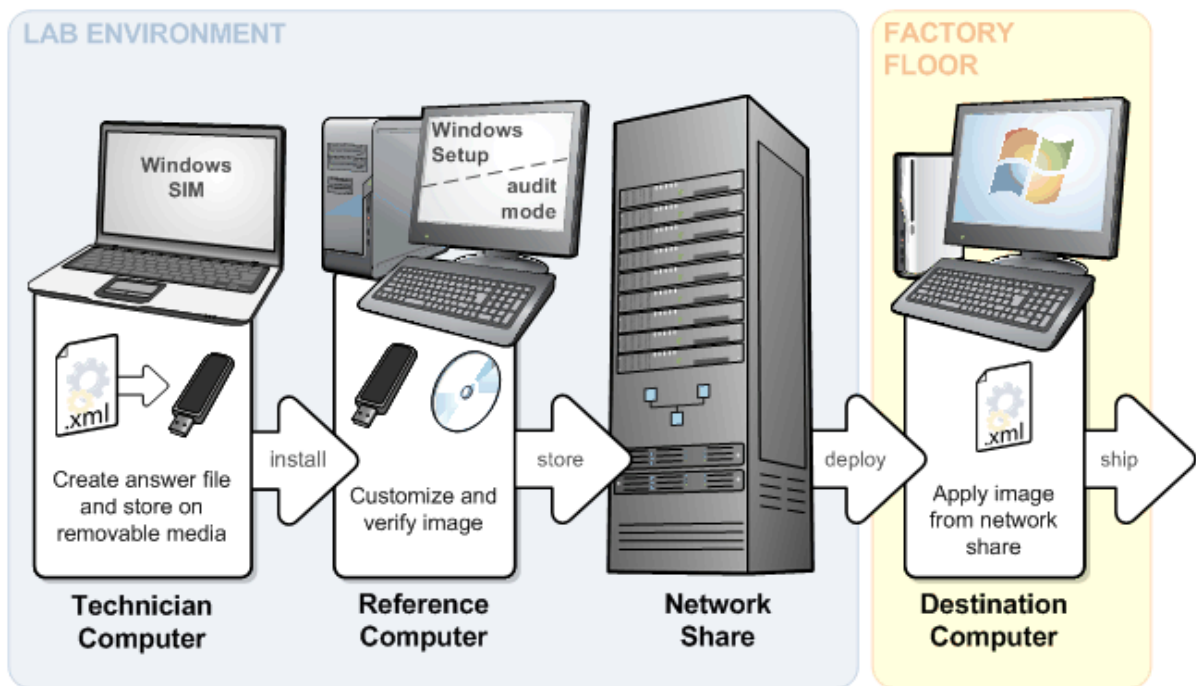 LAB ENVIRONMENT
FACTORY
FLOOR
Windows
SIM
Windows
Setup
audit
mode
.xml
Create answer file
and store on
removable media
install
Customize and
verify image
store
deploy
.xml
Apply image
from network
share
ship
Technician
Computer
Reference
Computer
Network
Share
Destination
Computer